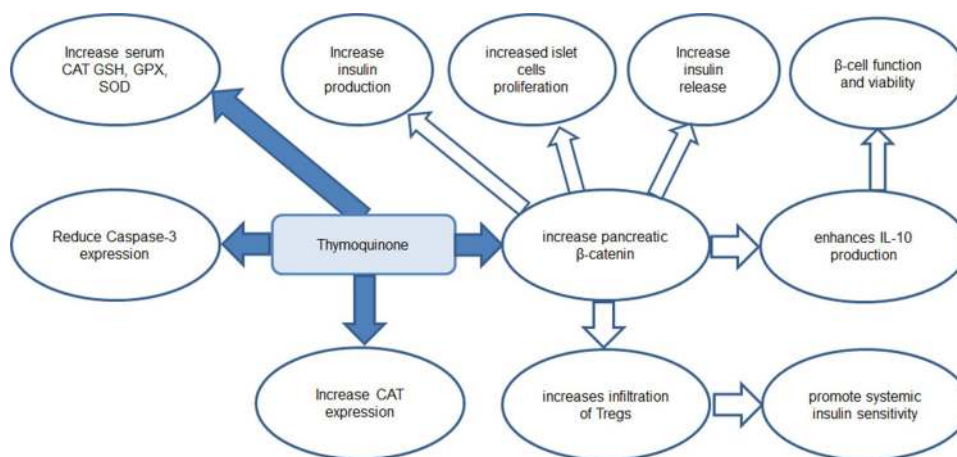 Increase serum
CAT GSH, GPX,
SOD
Increase
insulin
production
increased islet
cells
proliferation
Increase
insulin
release
β-cell function
and viability
Reduce Caspase-3
expression
Thymoquinone
increase pancreatic
β-catenin
enhances IL-10
production
Increase CAT
expression
increases infiltration
of Tregs
promote systemic
insulin sensitivity